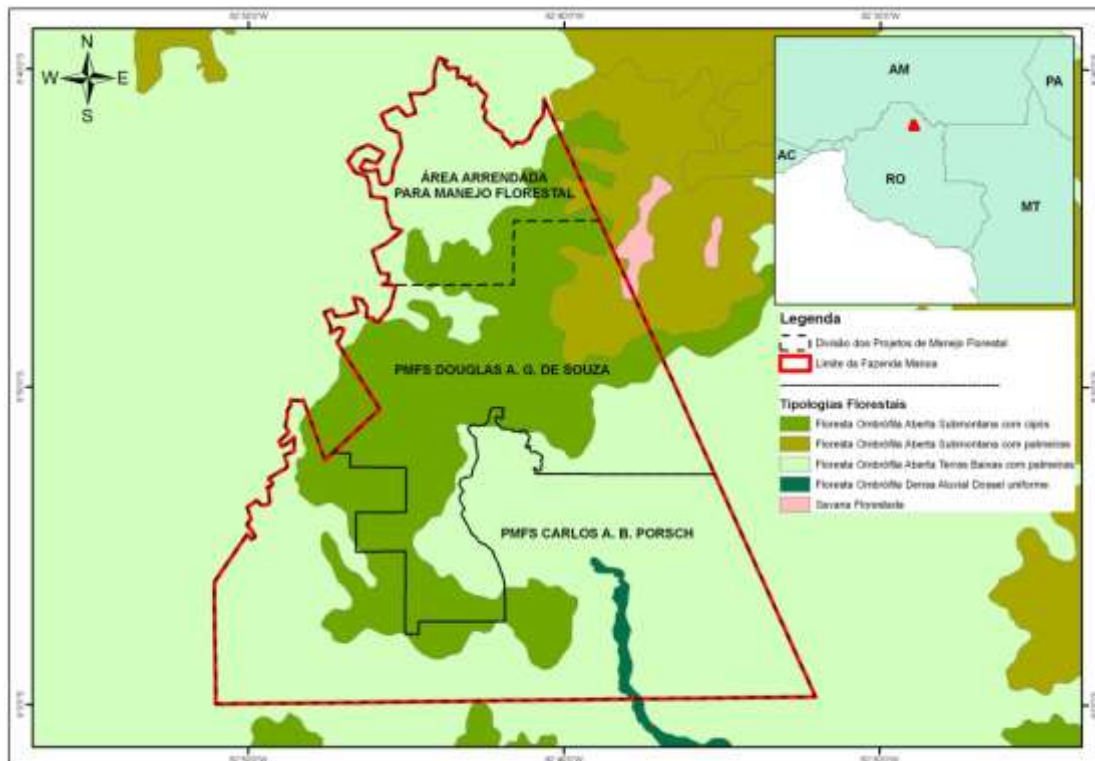 N
W E
S
ÁREA ARRENDADA
PARA MANEJO FLORESTAL
PMFS DOUGLAS A. G. DE SOUZA
PMFS CARLOS A. B. PORSCH
AM
PA
AC
RO
MT
Legenda
Divisão dos Projetos de Manejo Florestal
Limite da Fazenda Manoa
Tipologias Florestais
Floresta Ombrófila Aberta Submontana com cipós
Floresta Ombrófila Aberta Submontana com palmeiras
Floresta Ombrófila Aberta Terras Baixas com palmeiras
Floresta Ombrófila Densa Aluvial Dossel uniforme
Savana Florestada